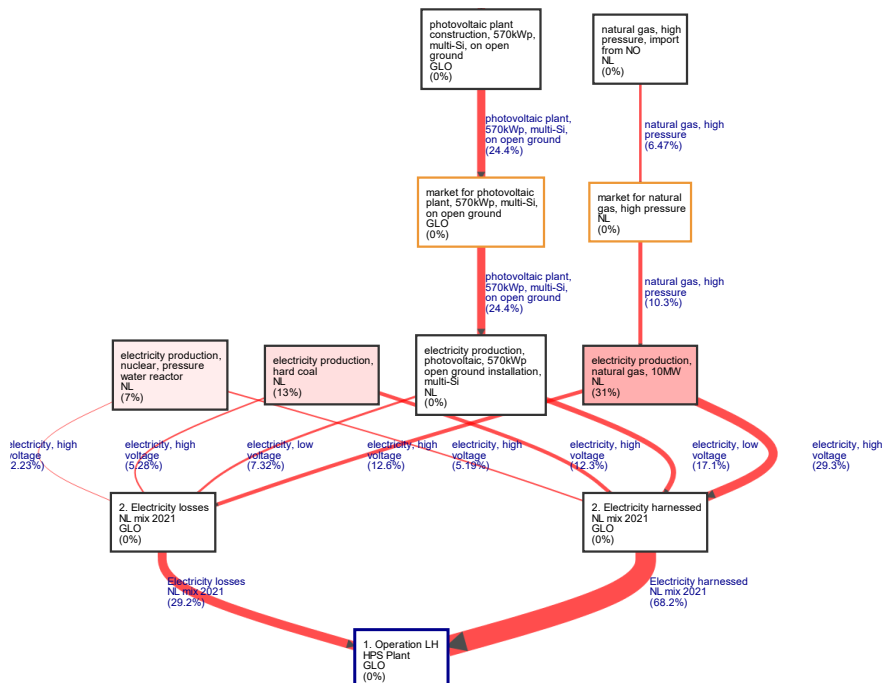 photovoltaic plant
construction, 570kWp,
multi-Si, on open
ground
GLO
(0%)
natural gas, high
pressure, import
from NO
NL
(0%)
photovoltaic plant,
570kWp, multi-Si,
on open ground
(24.4%)
natural gas, high
pressure
(6.47%)
market for photovoltaic
plant, 570kWp, multi-Si,
on open ground
GLO
(0%)
market for natural
gas, high pressure
NL
(0%)
photovoltaic plant,
570kWp, multi-Si,
on open ground
(24.4%)
natural gas, high
pressure
(10.3%)
electricity production,
nuclear, pressure
water reactor
NL
(7%)
electricity production,
hard coal
NL
(13%)
electricity production,
photovoltaic, 570kWp
open ground installation,
multi-Si
NL
(0%)
electricity production,
natural gas, 10MW
NL
(31%)
electricity, high
voltage
2.23%)
electricity, high
voltage
(5.28%)
electricity, low
voltage
(7.32%)
electricity, high
voltage
(12.6%)
electricity, high
voltage
(5.19%)
electricity, high
voltage
(12.3%)
electricity, low
voltage
(17.1%)
electricity, high
voltage
(29.3%)
2. Electricity losses
NL mix 2021
GLO
(0%)
2. Electricity harnessed
NL mix 2021
GLO
(0%)
Electricity losses
NL mix 2021
(29.2%)
Electricity harnessed
NL mix 2021
(68.2%)
1. Operation LH
HPS Plant
GLO
(0%)